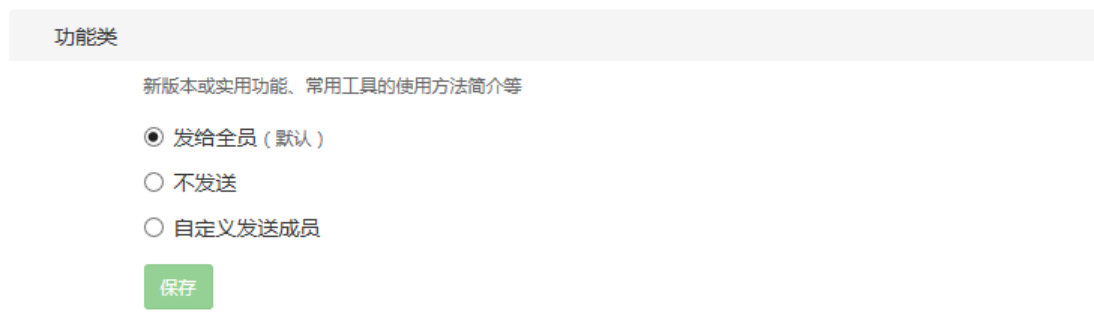 功能类
新版本或实用功能、常用工具的使用方法简介等
发给全员 ( 默认 )
不发送
自定义发送成员
保存